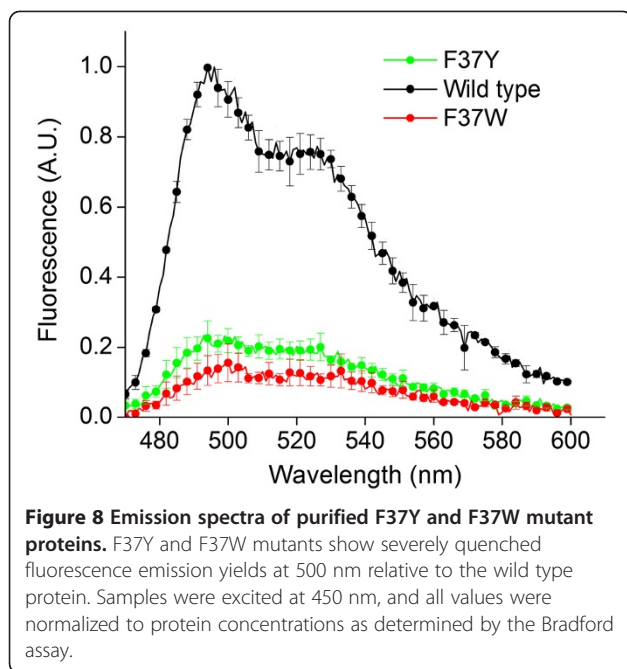 F37Y
Wild type
F37W
1.0
0.8
0.6
0.4
0.2
0.0
Fluorescence (A.U.)
480 500 520 540 560 580 600
Wavelength (nm)
Figure 8 Emission spectra of purified F37Y and F37W mutant
proteins. F37Y and F37W mutants show severely quenched
fluorescence emission yields at 500 nm relative to the wild type
protein. Samples were excited at 450 nm, and all values were
normalized to protein concentrations as determined by the Bradford
assay.